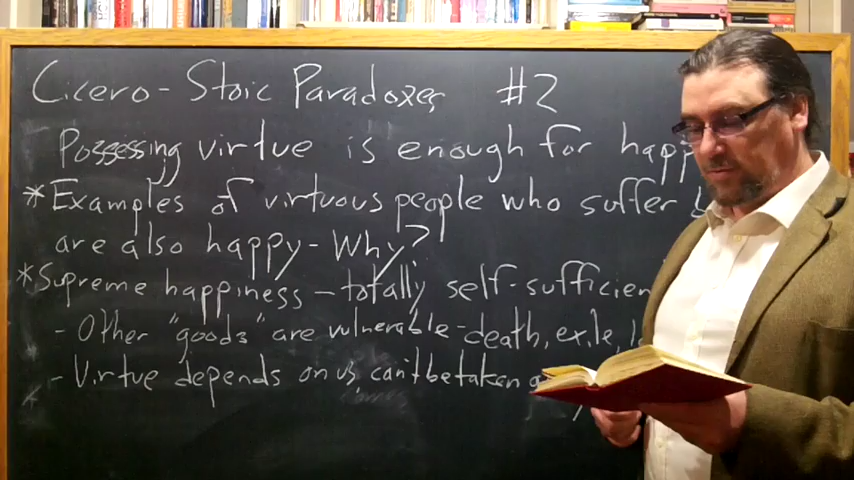 Cicero - Stoic Paradoxes #2
Possessing virtue is enough for happ
* Examples of virtuous people who suffer
are also happy - Why?
* Supreme happiness - totally self-sufficien
- Other "goods" are vulnerable - death, exile,
- Virtue depends on us, can't be taken